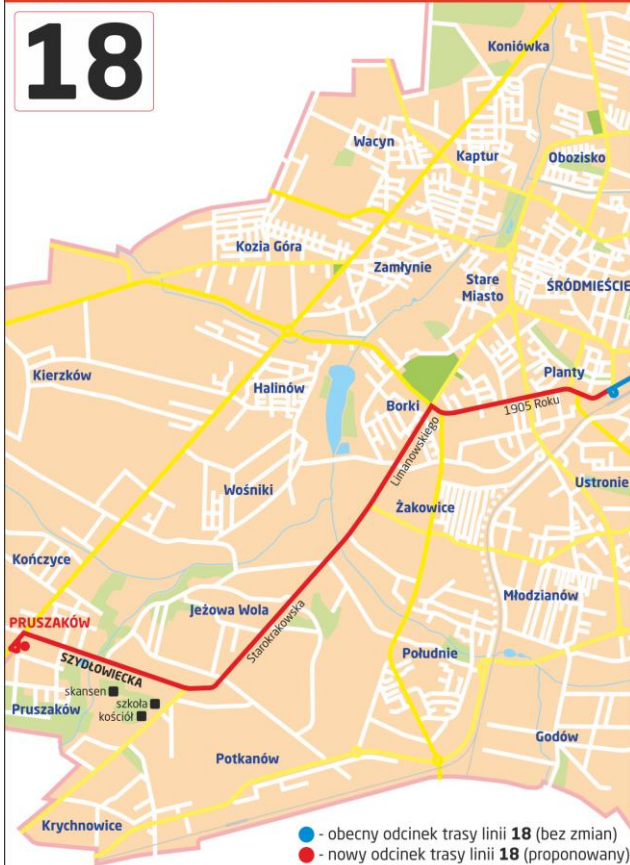 18
Koniówka
Wacyn
Kaptur
Obozisko
Kozia Góra
Zamłynie
Stare
Miasto
ŚRÓDMIEŚCIE
Kierzków
Halinów
Borki
Planty
1905 Roku
Limanowskiego
Wośniki
Żakowice
Ustronie
Kończyce
Młodzianów
Jeżowa Wola
PRUSZAKÓW
Starokrakowska
SZYDŁOWIECKA
Południe
skansen
szkoła
kościół
Pruszaków
Godów
Potkanów
Krychnowice
- obecny odcinek trasy linii 18 (bez zmian)
- nowy odcinek trasy linii 18 (proponowany)